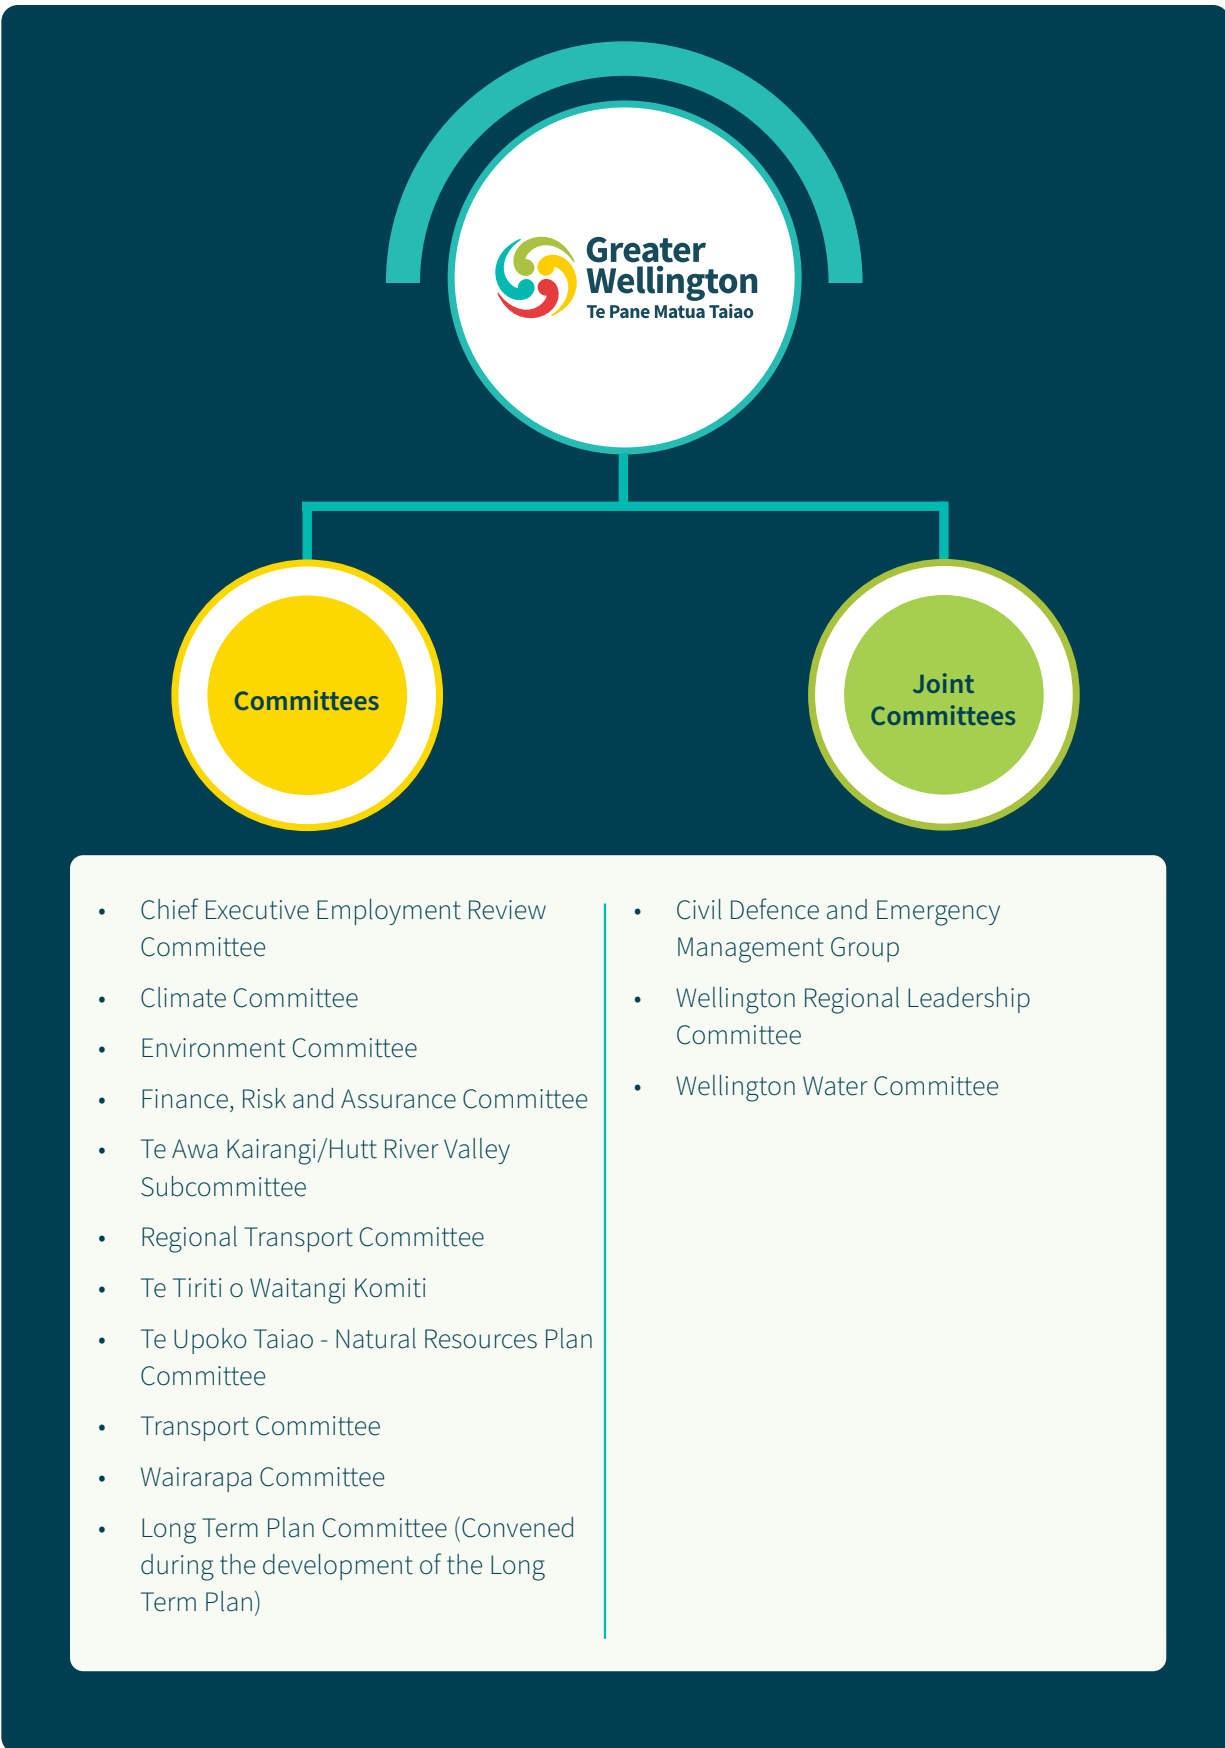 Greater
Wellington
Te Pane Matua Taiao
Committees
Joint
Committees
• Chief Executive Employment Review
Committee
• Climate Committee
• Environment Committee
• Finance, Risk and Assurance Committee
• Te Awa Kairangi/Hutt River Valley
Subcommittee
• Regional Transport Committee
• Te Tiriti o Waitangi Komiti
• Te Upoko Taiao - Natural Resources Plan
Committee
• Transport Committee
• Wairarapa Committee
• Long Term Plan Committee (Convened
during the development of the Long
Term Plan)
• Civil Defence and Emergency
Management Group
• Wellington Regional Leadership
Committee
• Wellington Water Committee